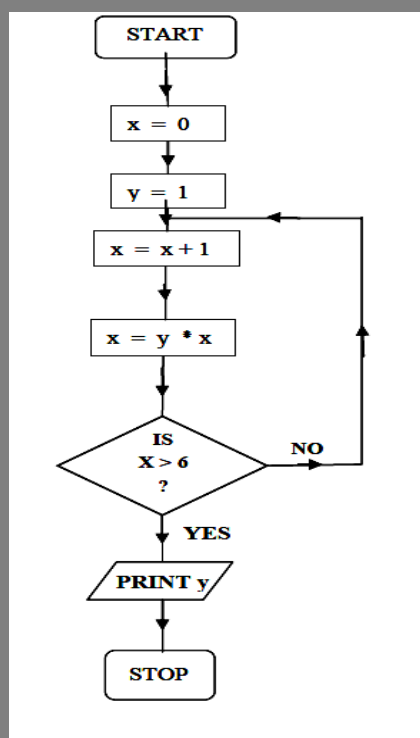 START
x = 0
y = 1
x = x + 1
x = y * x
IS
X > 6
?
NO
YES
PRINT y
STOP